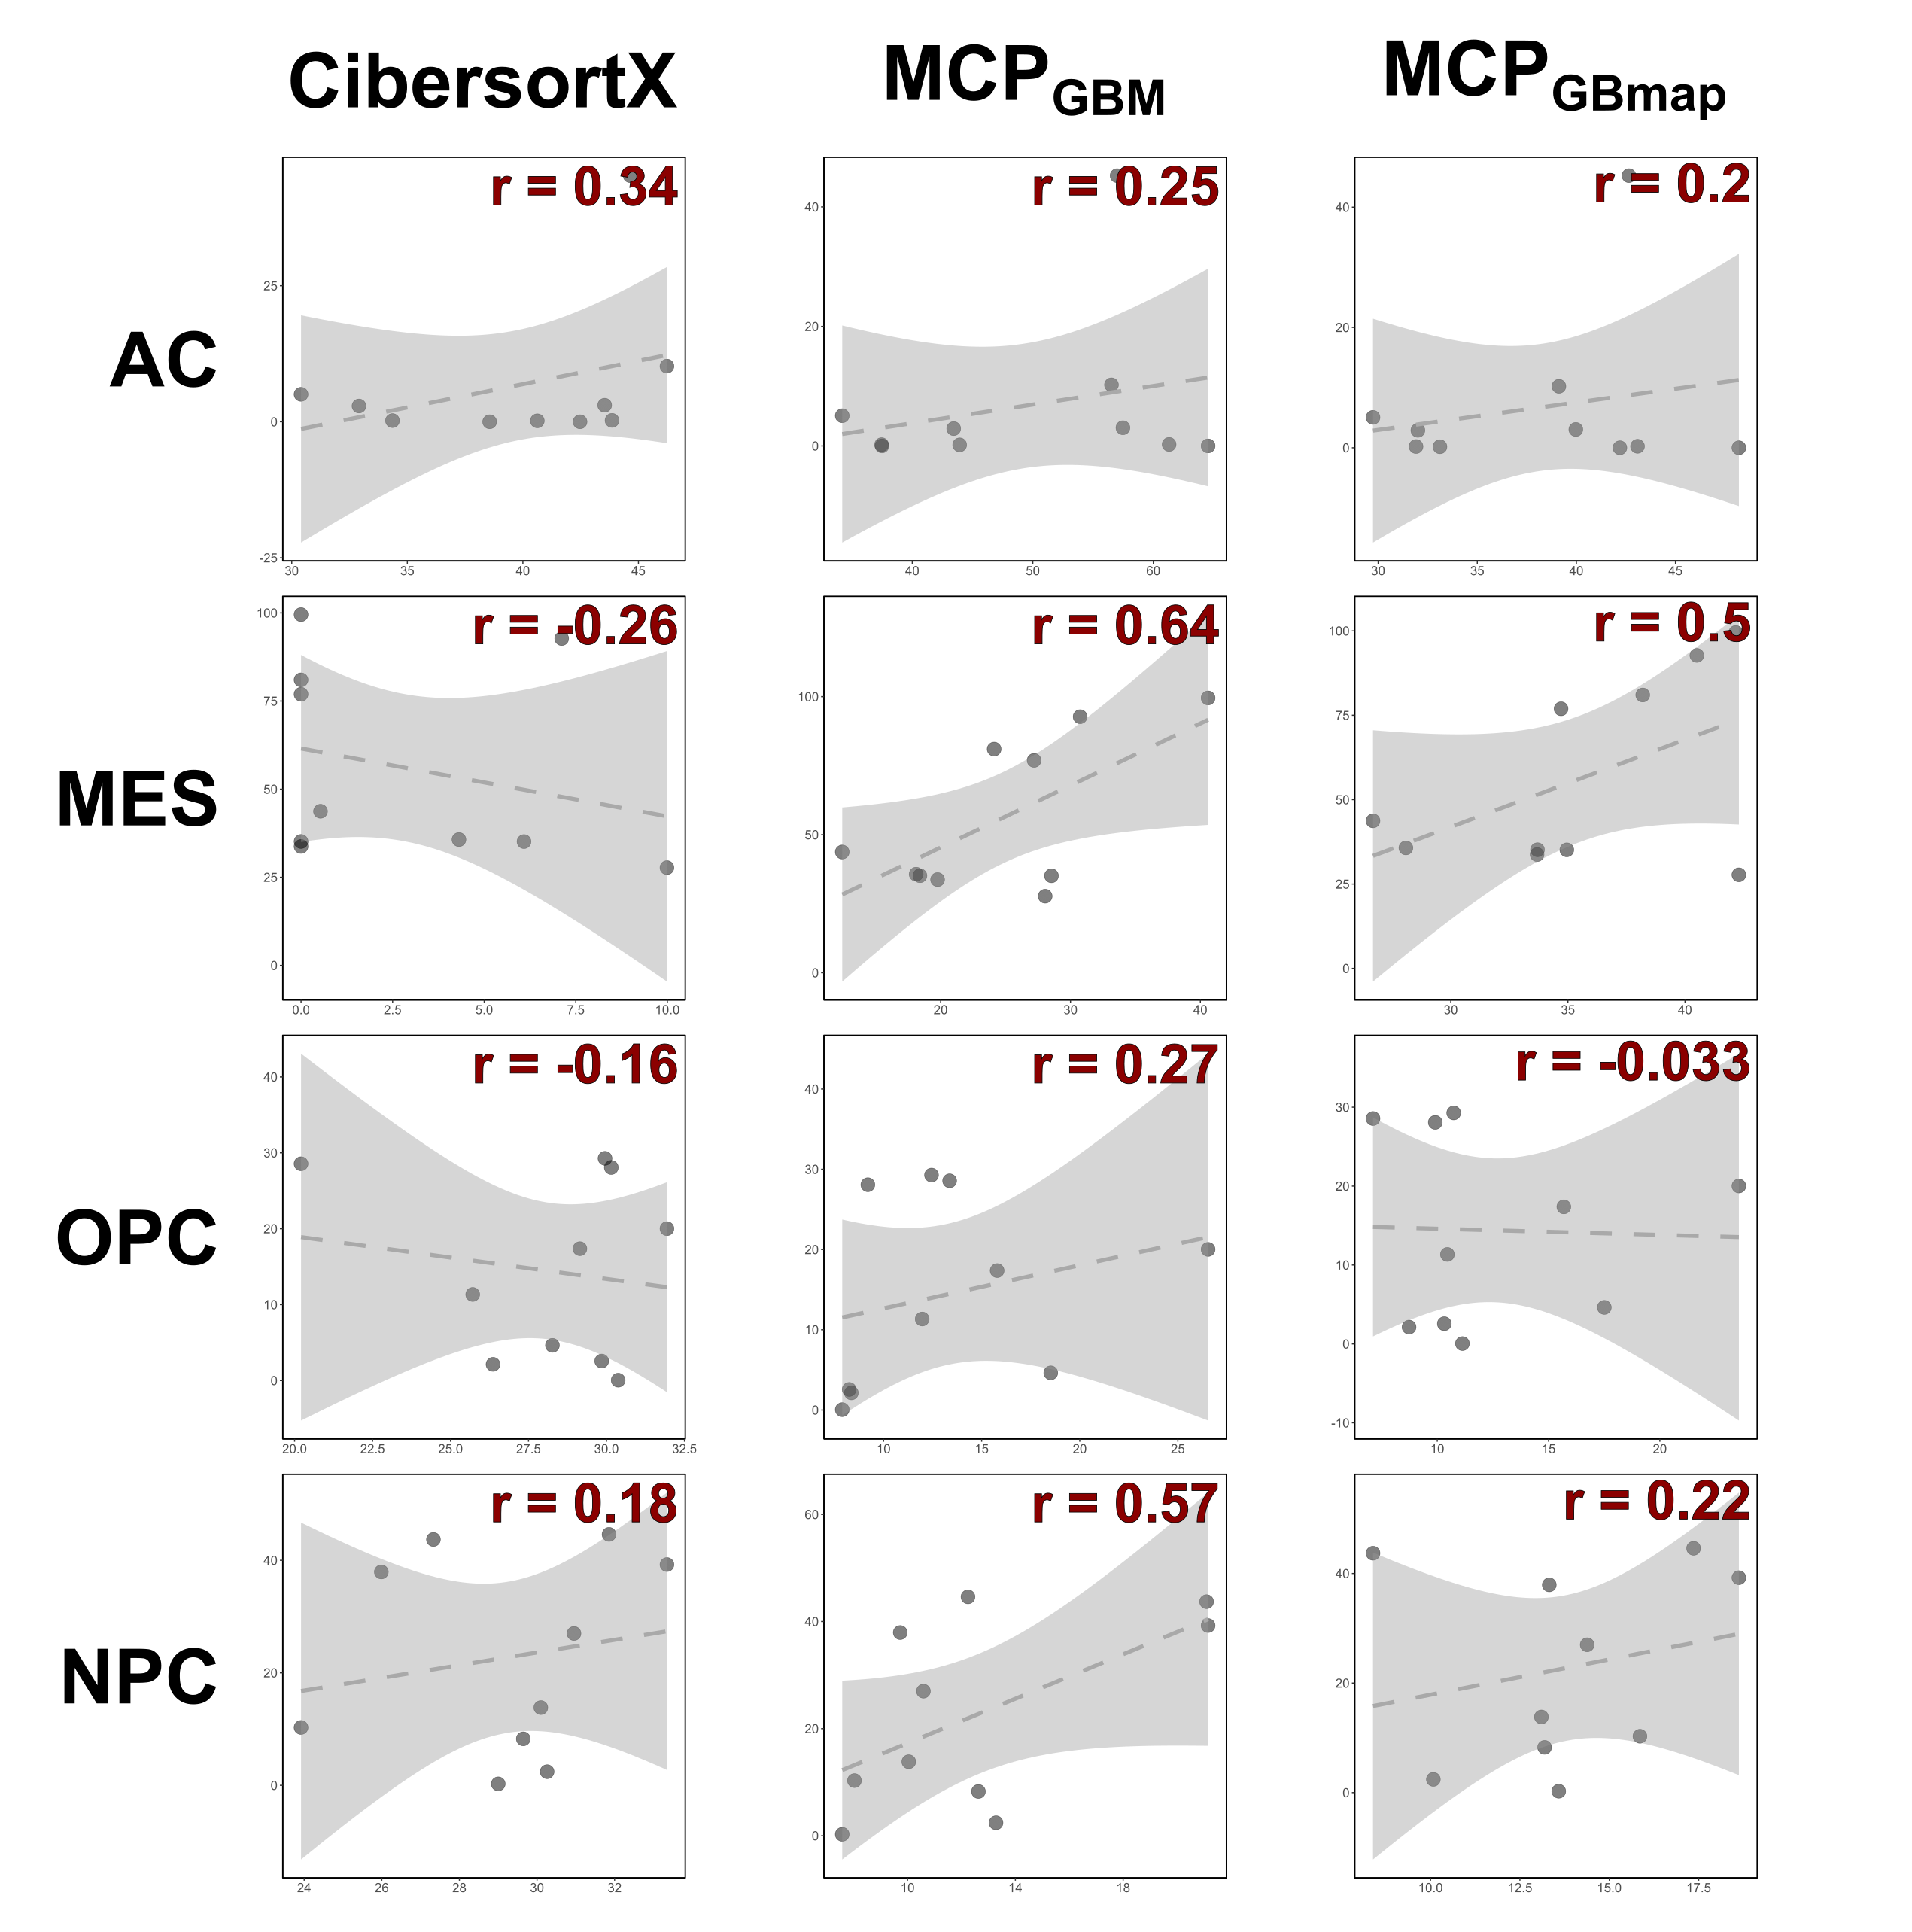 CibersortX MCP GBM MCP GBmap
AC
r = 0.34
25
0
-25
30 35 40 45
r = 0.25
40
20
0
40 50 60
r = 0.2
40
20
0
30 35 40 45
MES
r = -0.26
100
75
50
25
0
0.0 2.5 5.0 7.5 10.0
r = 0.64
100
50
0
20 30 40
r = 0.5
100
75
50
25
0
30 35 40
OPC
r = -0.16
40
30
20
10
0
20.0 22.5 25.0 27.5 30.0 32.5
r = 0.27
40
30
20
10
0
10 15 20 25
r = -0.033
30
20
10
0
-10
10 15 20
NPC
r = 0.18
40
20
0
24 26 28 30 32
r = 0.57
60
40
20
0
10 14 18
r = 0.22
40
20
0
10.0 12.5 15.0 17.5